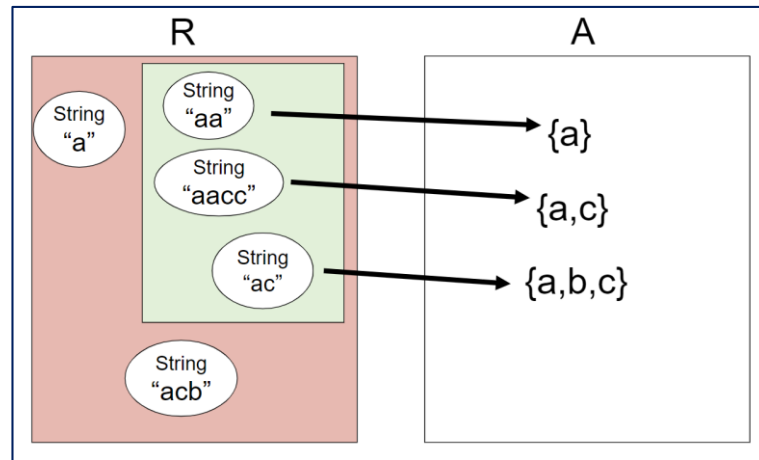 R
A
String
“aa”
String
“a”
{a}
String
“aacc”
{a,c}
String
“ac”
{a,b,c}
String
“acb”